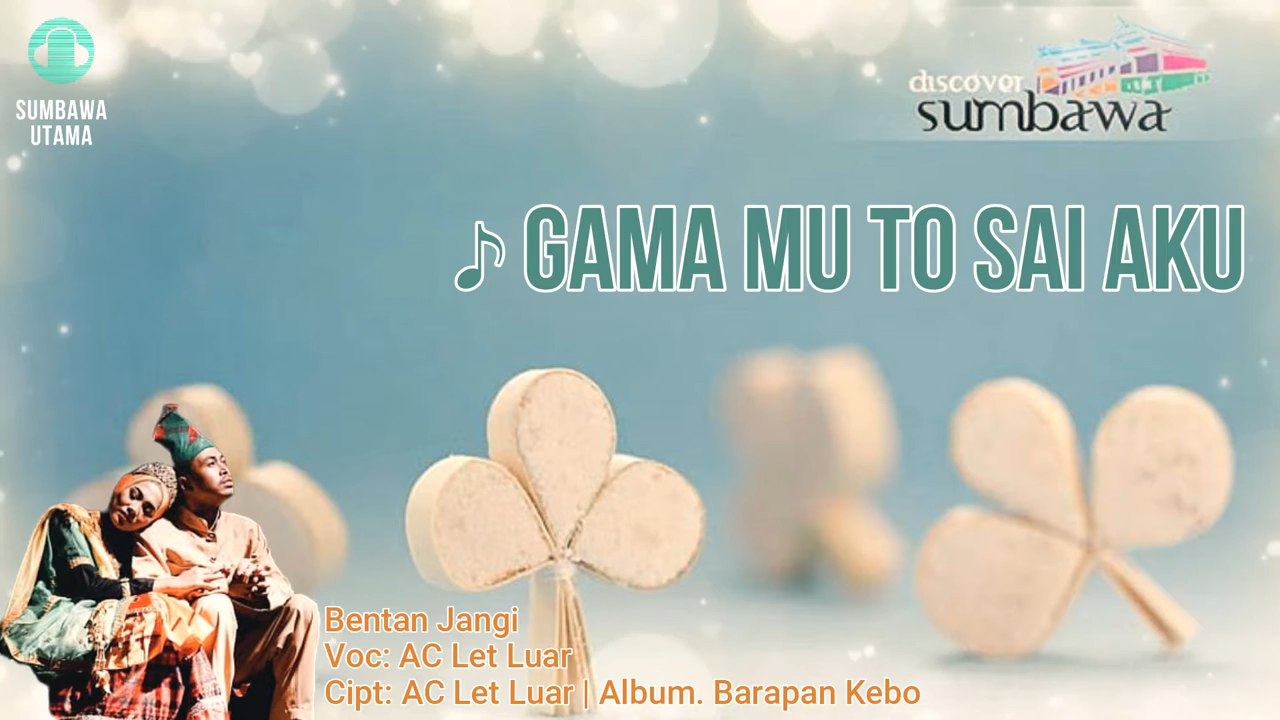 SUMBAWA
UTAMA
discover
sumbawa
♪ GAMA MU TO SAI AKU
Bentan Jangi
Voc: AC Let Luar
Cipt: AC Let Luar | Album. Barapan Kebo